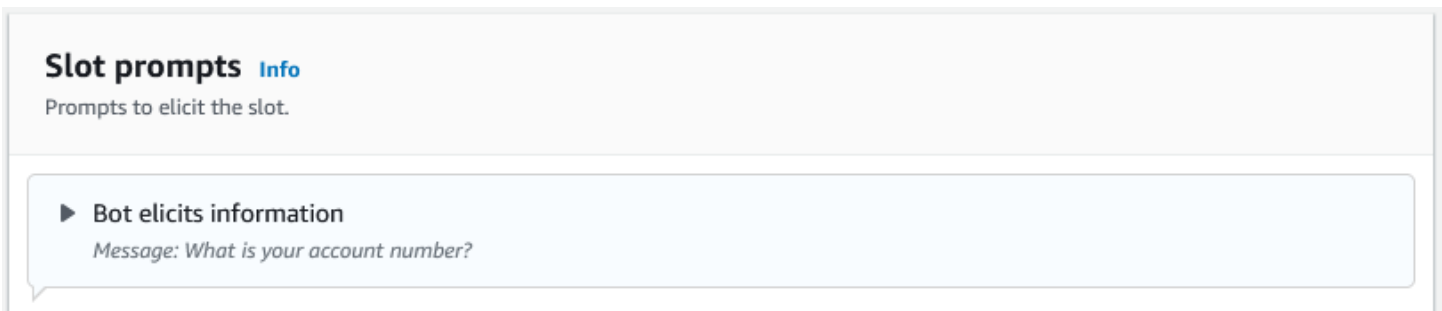 Slot prompts Info
Prompts to elicit the slot.
Bot elicits information
Message: What is your account number?